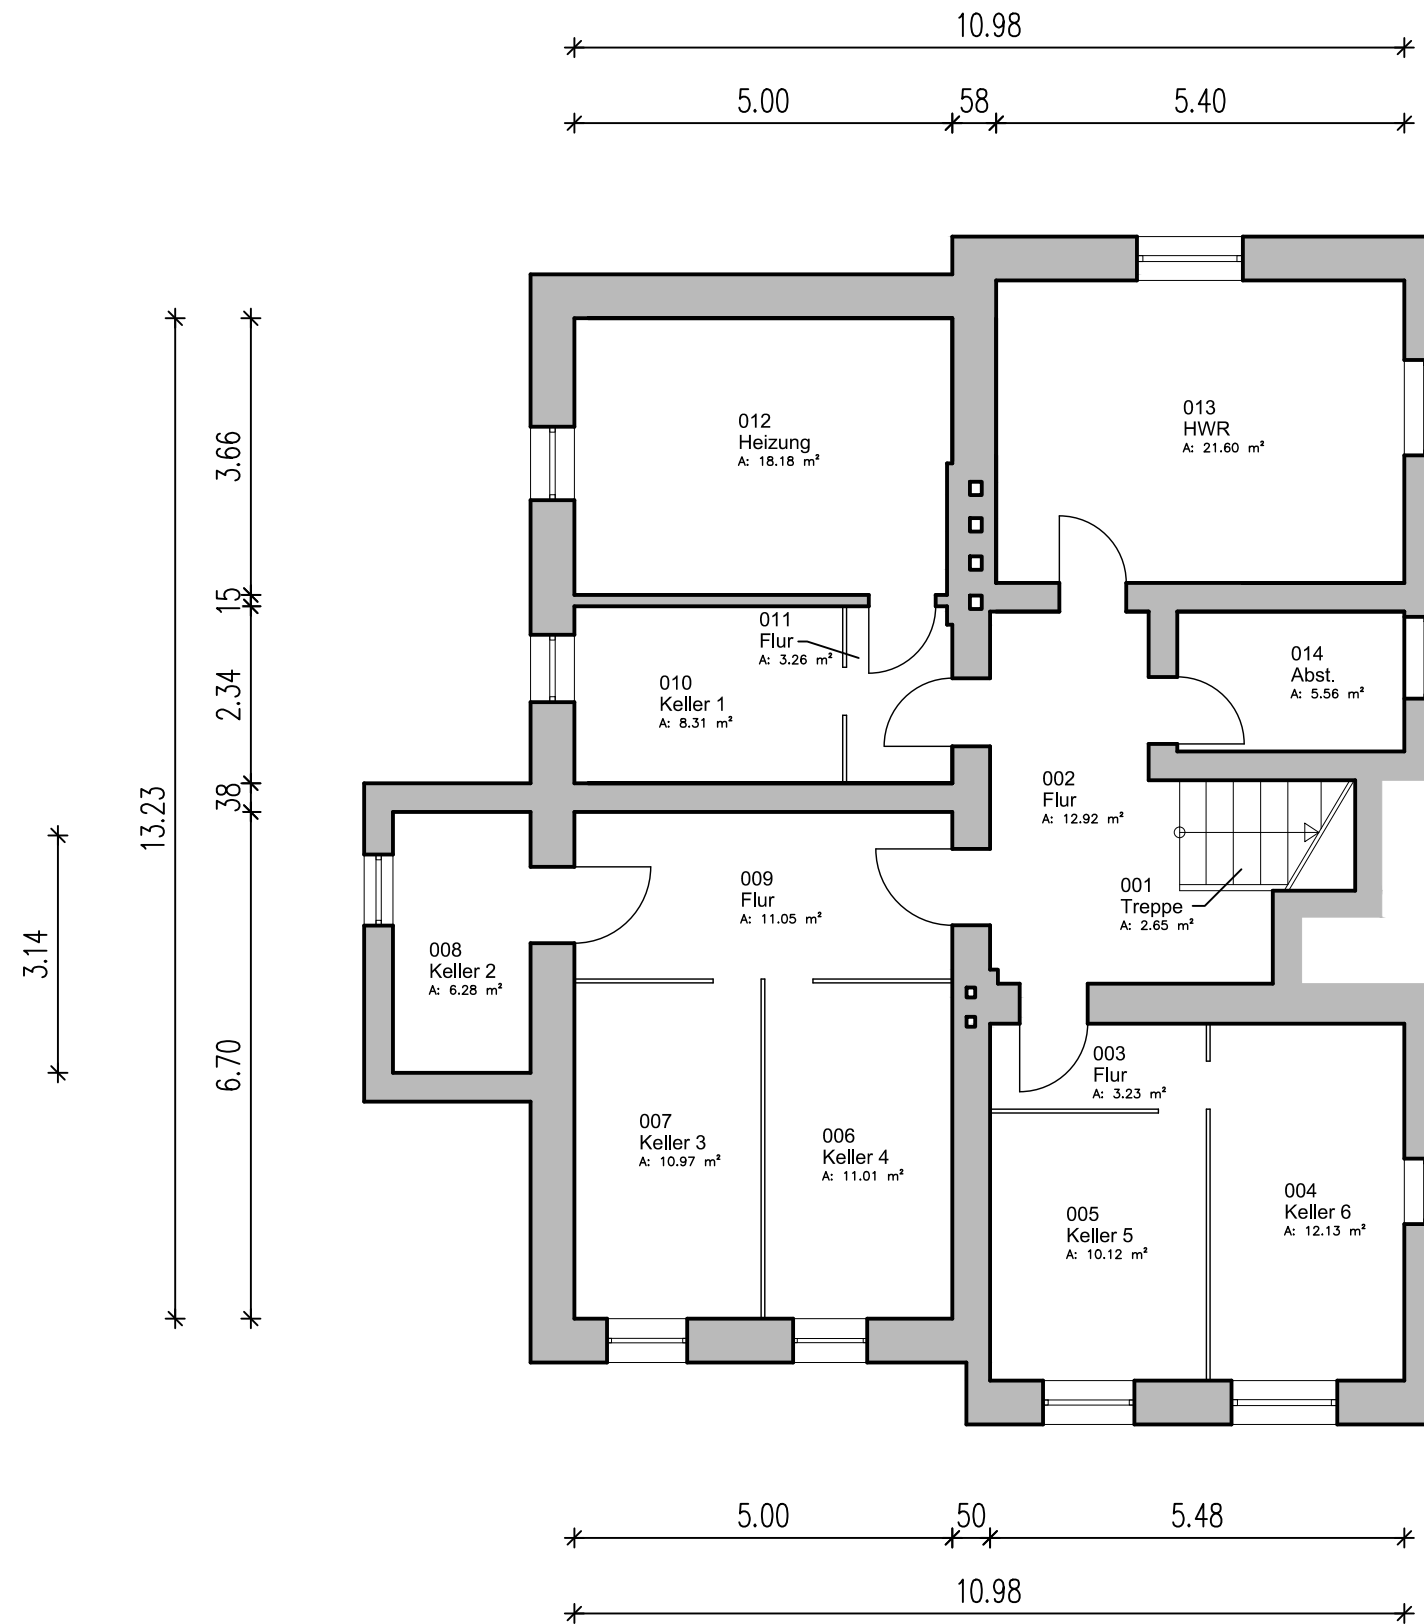 10.98
5.00
58
5.40
012
Heizung
A: 18.18 m²
013
HWR
A: 21.60 m²
3.66
15
2.34
38
13.23
3.14
6.70
011
Flur
A: 3.26 m²
010
Keller 1
A: 8.31 m²
014
Abst.
A: 5.56 m²
002
Flur
A: 12.92 m²
001
Treppe
A: 2.65 m²
009
Flur
A: 11.05 m²
008
Keller 2
A: 6.28 m²
003
Flur
A: 3.23 m²
007
Keller 3
A: 10.97 m²
006
Keller 4
A: 11.01 m²
005
Keller 5
A: 10.12 m²
004
Keller 6
A: 12.13 m²
5.00
50
5.48
10.98